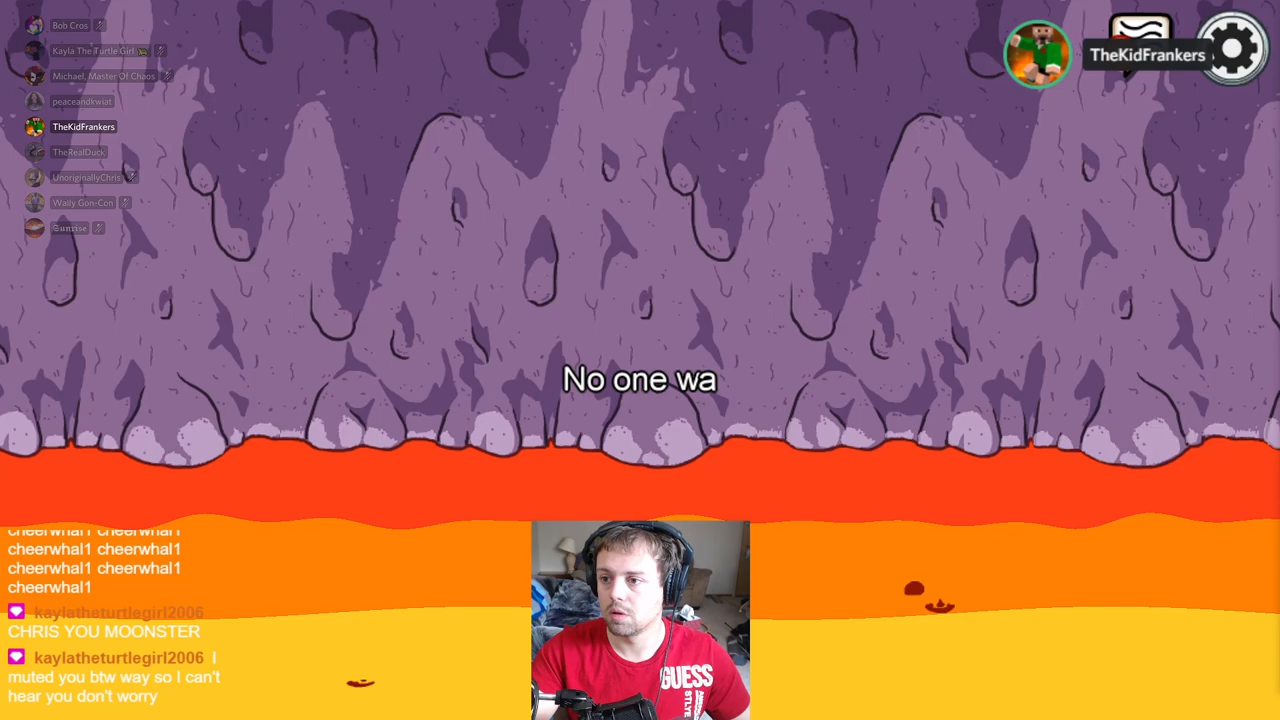 Bob Cros
Kayla The Turtle Girl
Michael, Master Of Chaos
peaceandkwiat
TheKidFrankers
TheRealDuck
UnoriginallyChris
Wally Gon-Con
TheKidFrankers
No one wa
cheerwhal1 cheerwhal1
cheerwhal1 cheerwhal1
cheerwhal1 cheerwhal1
cheerwhal1
kaylatheturtlegirl2006
CHRIS YOU MOONSTER
kaylatheturtlegirl2006 I
muted you btw way so I can't
hear you don't worry
GUESS